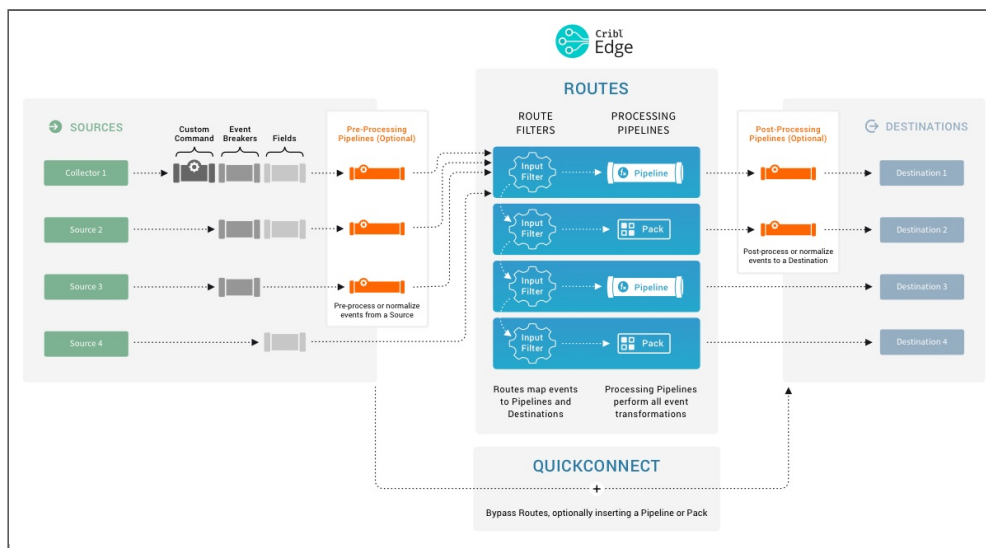 Cribl
Edge
ROUTES
SOURCES
Custom
Command
Event
Breakers
Fields
Pre-Processing
Pipelines (Optional)
ROUTE
FILTERS
PROCESSING
PIPELINES
Post-Processing
Pipelines (Optional)
DESTINATIONS
Collector 1
Input
Filter
fx Pipeline
Destination 1
Source 2
Input
Filter
Pack
Destination 2
Post-process or normalize
events to a Destination
Source 3
Pre-process or normalize
events from a Source
Input
Filter
fx Pipeline
Destination 3
Source 4
Input
Filter
Pack
Destination 4
Routes map events
to Pipelines and
Destinations
Processing Pipelines
perform all event
transformations
QUICKCONNECT
+
Bypass Routes, optionally inserting a Pipeline or Pack